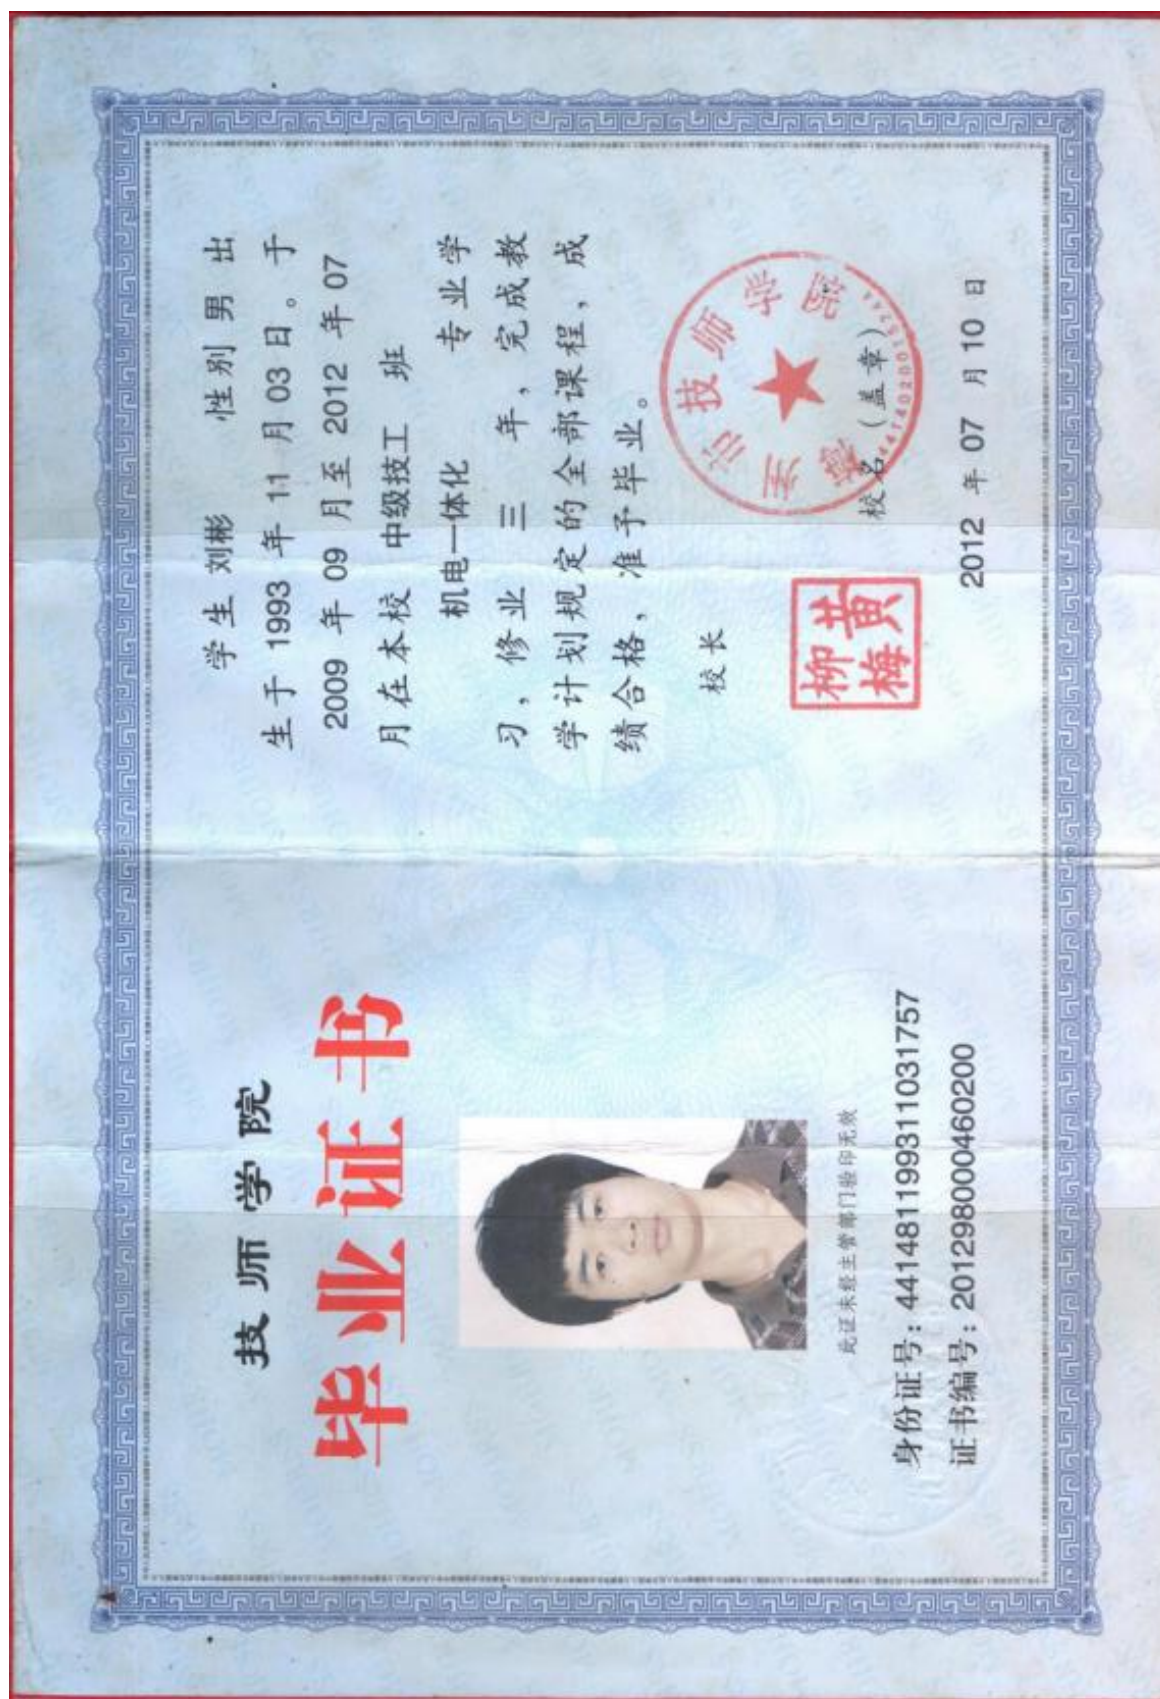 技师学院
毕业证书
此证未经主管部门验印无效
身份证号：441481199311031757
证书编号：2012980000460200
学生 刘彬 性别 男 出
生于 1993 年 11 月 03 日。于
2009 年 09 月至 2012 年 07
月在本校 中级技工 班
机电一体化 专业学
习，修业 三 年，完成教
学计划规定的全部课程，成
绩合格，准予毕业。
校长
黄梅柳
梅州市技师学院
校名（盖章）
2012 年 07 月 10 日